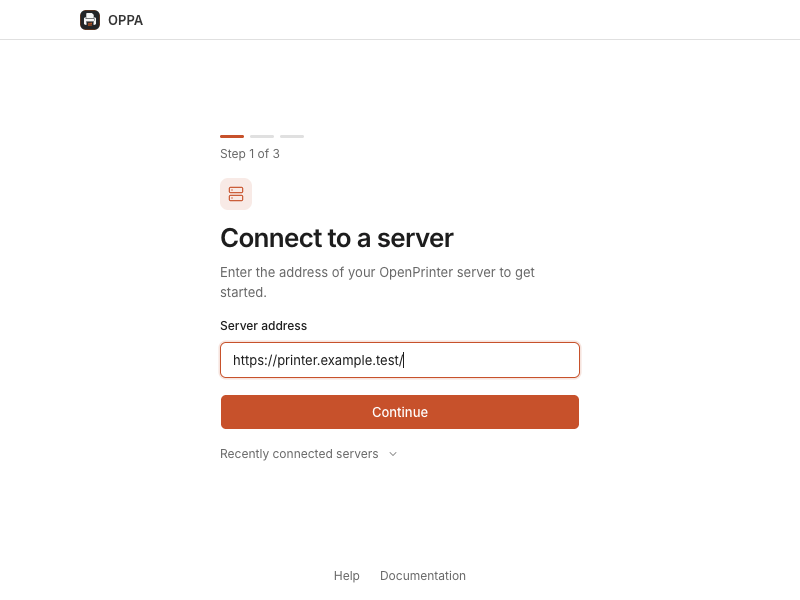 OPPA
Step 1 of 3
Connect to a server
Enter the address of your OpenPrinter server to get
started.
Server address
https://printer.example.test/
Continue
Recently connected servers
Help Documentation